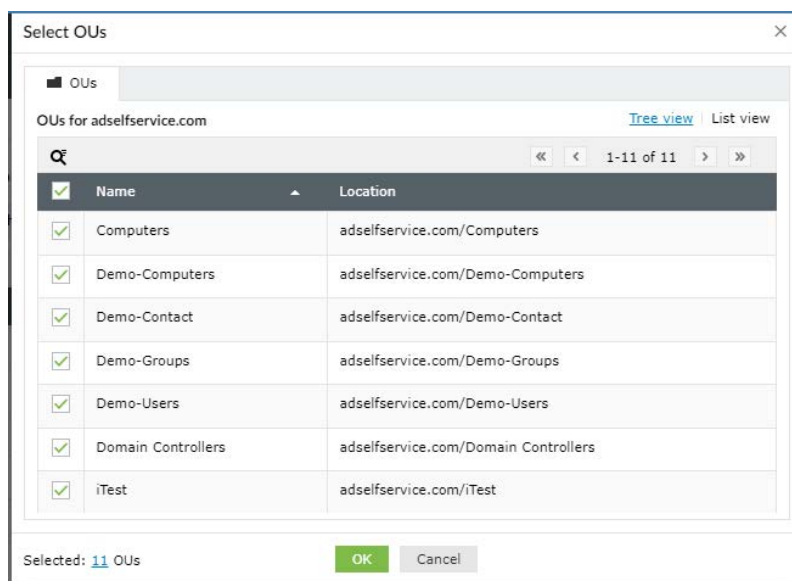 Select OUs
OUs
OUs for adselfservice.com Tree view List view
1-11 of 11
Name Location
Computers adselfservice.com/Computers
Demo-Computers adselfservice.com/Demo-Computers
Demo-Contact adselfservice.com/Demo-Contact
Demo-Groups adselfservice.com/Demo-Groups
Demo-Users adselfservice.com/Demo-Users
Domain Controllers adselfservice.com/Domain Controllers
iTest adselfservice.com/iTest
Selected: 11 OUs OK Cancel